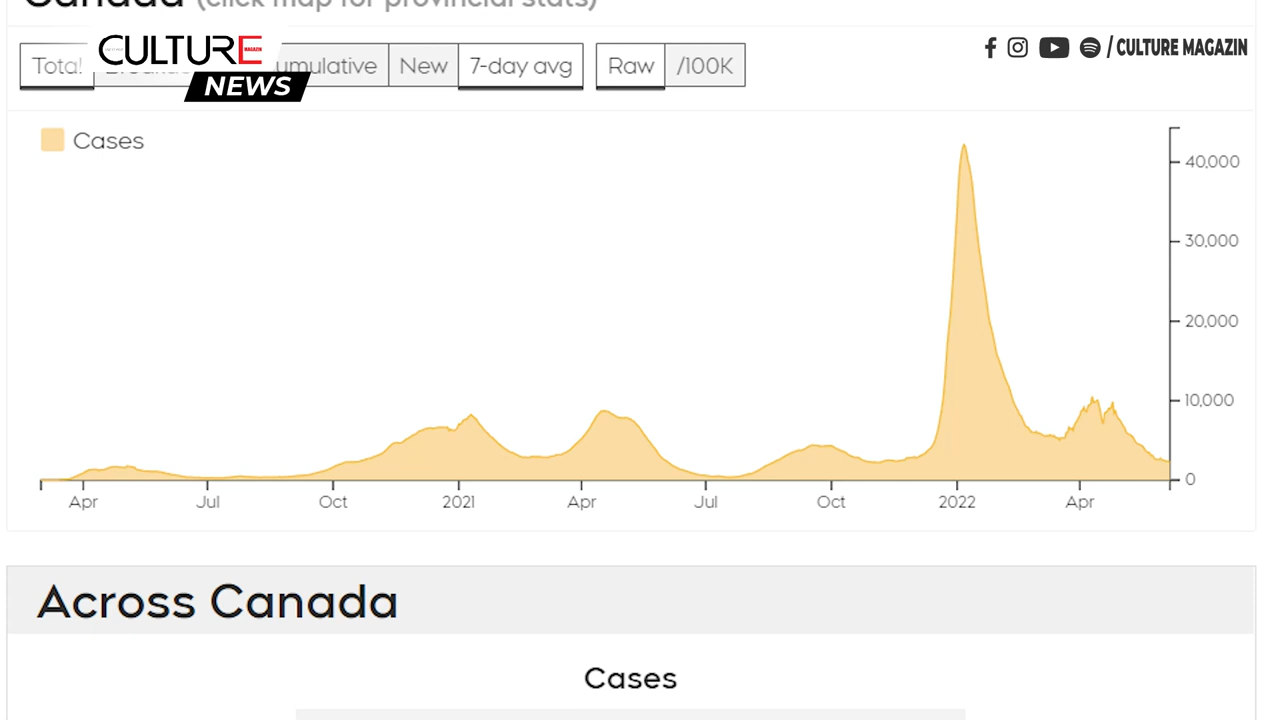 Canada (click map for provincial stats)
CULTURE
MAGAZIN
NEWS
Total
umulative
New
7-day avg
Raw
/100K
/ CULTURE MAGAZIN
Cases
40,000
30,000
20,000
10,000
0
Apr
Jul
Oct
2021
Apr
Jul
Oct
2022
Apr
Across Canada
Cases